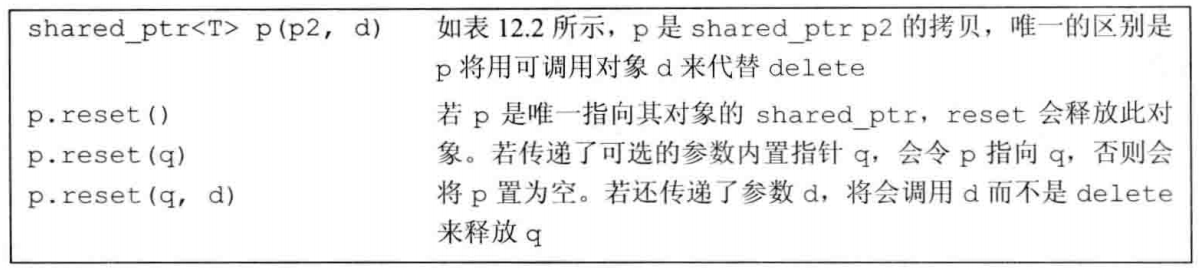 shared_ptr<T> p(p2, d) 如表 12.2 所示，p 是 shared_ptr p2 的拷贝，唯一的区别是
p 将用可调用对象 d 来代替 delete
p.reset() 若 p 是唯一指向其对象的 shared_ptr，reset 会释放此对
p.reset(q) 象。若传递了可选的参数内置指针 q，会令 p 指向 q，否则会
p.reset(q, d) 将 p 置为空。若还传递了参数 d，将会调用 d 而不是 delete
来释放 q